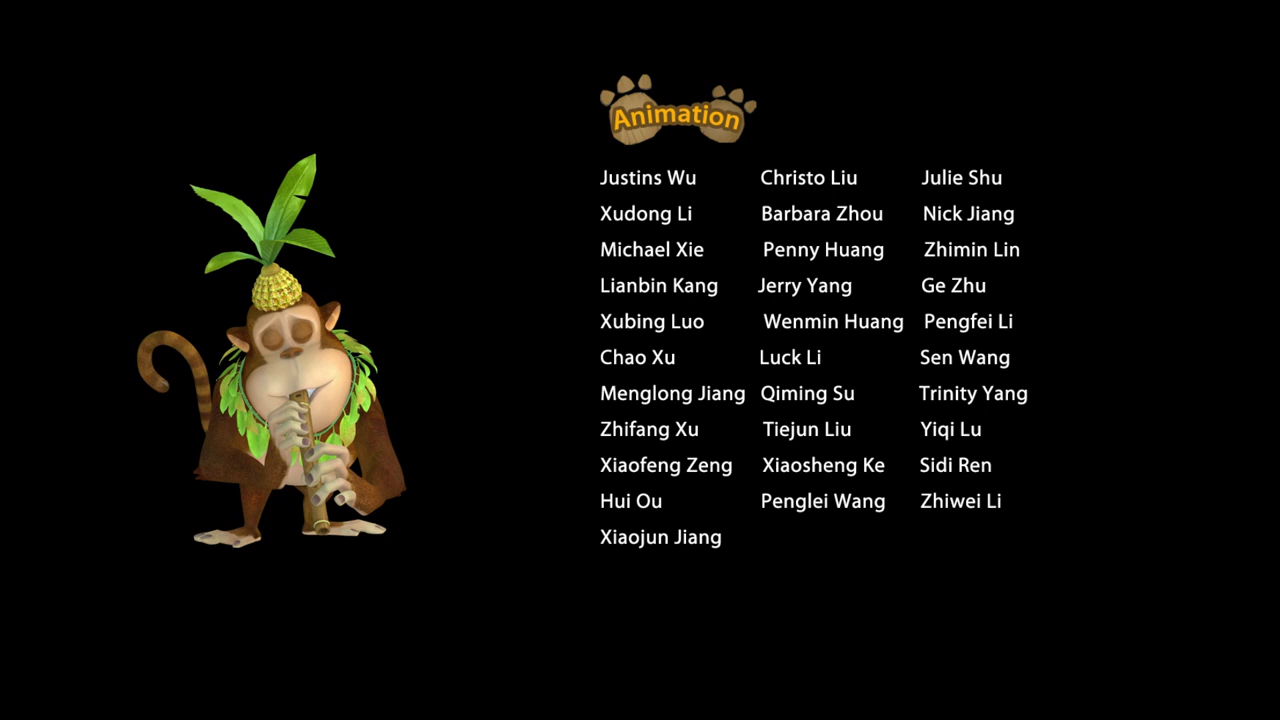 Animation
Justins Wu Christo Liu Julie Shu
Xudong Li Barbara Zhou Nick Jiang
Michael Xie Penny Huang Zhimin Lin
Lianbin Kang Jerry Yang Ge Zhu
Xubing Luo Wenmin Huang Pengfei Li
Chao Xu Luck Li Sen Wang
Menglong Jiang Qiming Su Trinity Yang
Zhifang Xu Tiejun Liu Yiqi Lu
Xiaofeng Zeng Xiaosheng Ke Sidi Ren
Hui Ou Penglei Wang Zhiwei Li
Xiaojun Jiang